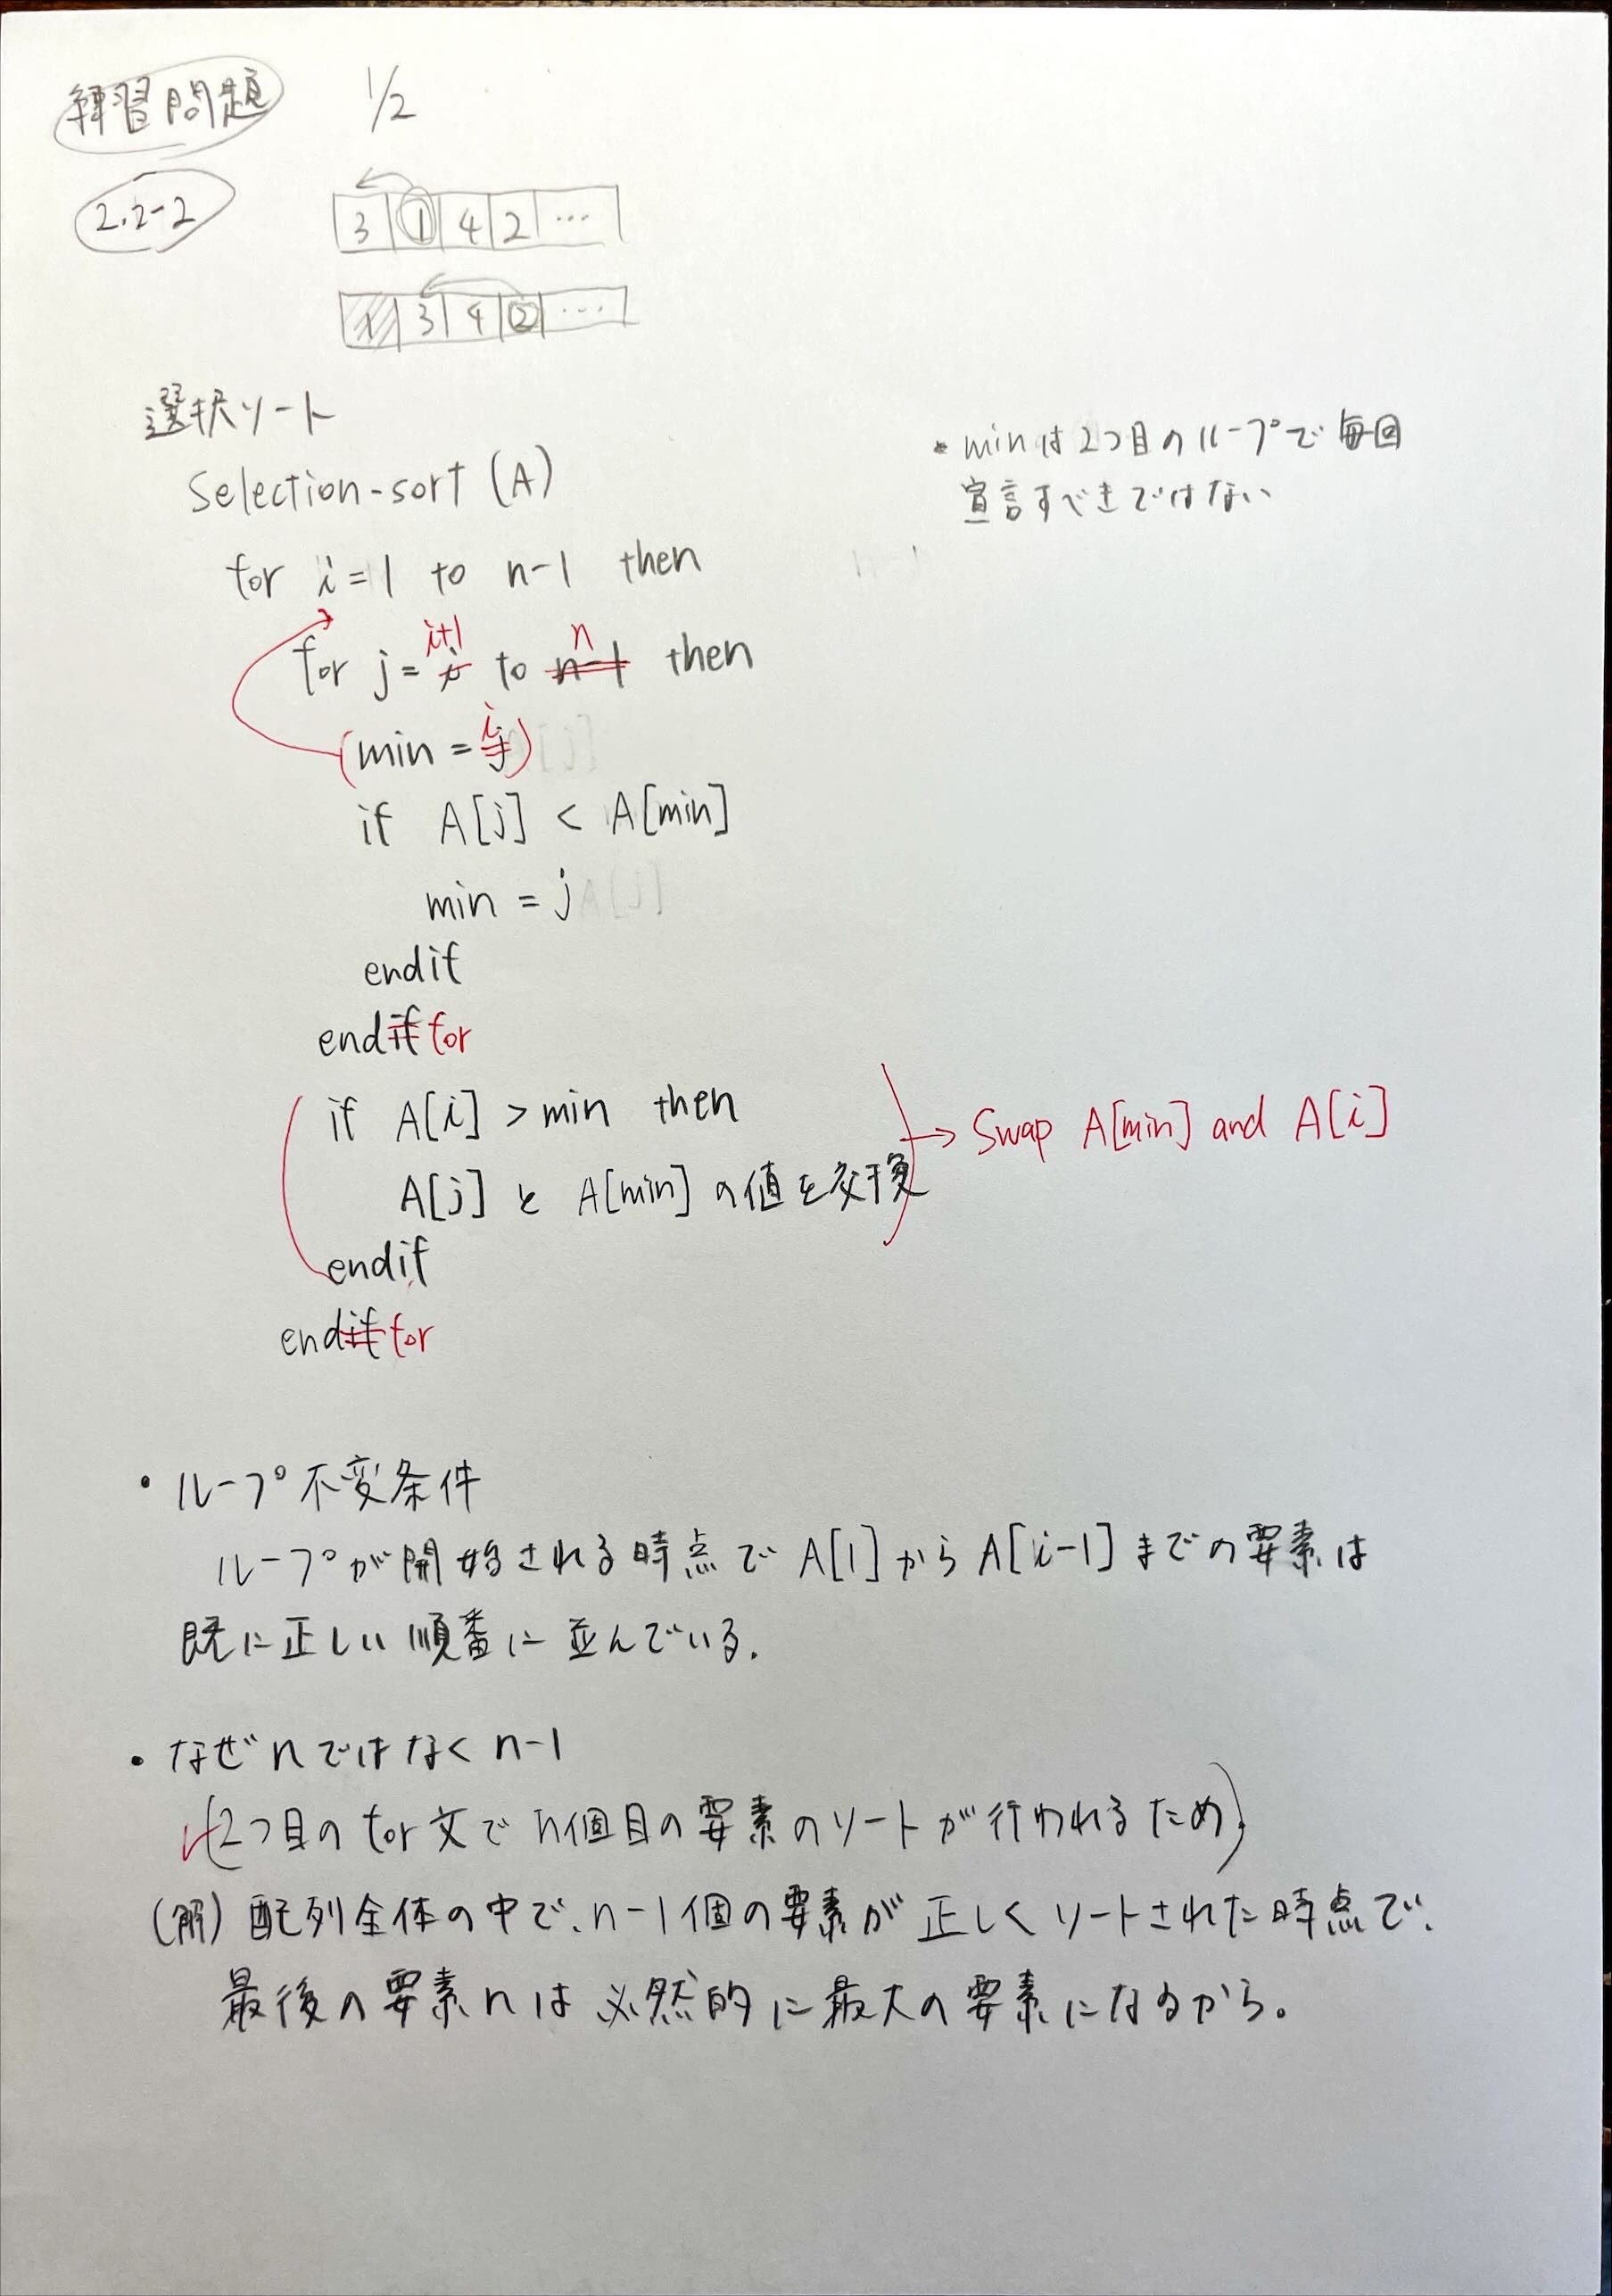 練習問題 1/2
2.2-2
3 1 4 2 ...
1 3 4 2 ...
選択ソート
Selection-sort (A)
・minは2つ目のループで毎回
宣言すべきではない
for i=1 to n-1 then
i+1 n
for j= i to n-1 then
i
(min = j)
if A[j] < A[min]
min = j
endif
endif for
if A[i] > min then
A[j] と A[min] の値を交換
→ Swap A[min] and A[i]
endif
endif for
・ループ不変条件
ループが開始される時点で A[1] から A[i-1] までの要素は
既に正しい順番に並んでいる.
・なぜ n ではなく n-1
(2つ目の for 文で n個目の要素のソートが行われるため)
(解) 配列全体の中で、n-1個の要素が正しくソートされた時点で、
最後の要素nは必然的に最大の要素になるから。